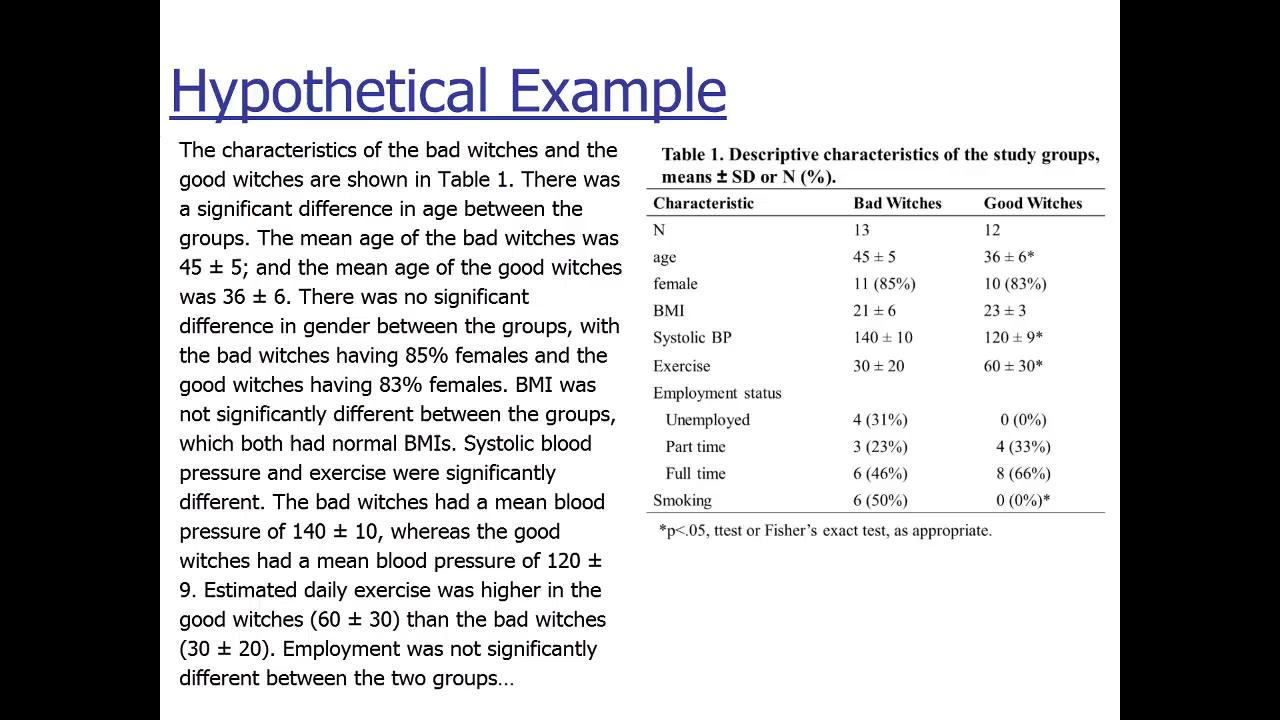 Hypothetical Example
The characteristics of the bad witches and the
good witches are shown in Table 1. There was
a significant difference in age between the
groups. The mean age of the bad witches was
45 ± 5; and the mean age of the good witches
was 36 ± 6. There was no significant
difference in gender between the groups, with
the bad witches having 85% females and the
good witches having 83% females. BMI was
not significantly different between the groups,
which both had normal BMIs. Systolic blood
pressure and exercise were significantly
different. The bad witches had a mean blood
pressure of 140 ± 10, whereas the good
witches had a mean blood pressure of 120 ±
9. Estimated daily exercise was higher in the
good witches (60 ± 30) than the bad witches
(30 ± 20). Employment was not significantly
different between the two groups…
Table 1. Descriptive characteristics of the study groups,
means ± SD or N (%).
Characteristic Bad Witches Good Witches
N 13 12
age 45 ± 5 36 ± 6*
female 11 (85%) 10 (83%)
BMI 21 ± 6 23 ± 3
Systolic BP 140 ± 10 120 ± 9*
Exercise 30 ± 20 60 ± 30*
Employment status
Unemployed 4 (31%) 0 (0%)
Part time 3 (23%) 4 (33%)
Full time 6 (46%) 8 (66%)
Smoking 6 (50%) 0 (0%)*
*p<.05, ttest or Fisher's exact test, as appropriate.